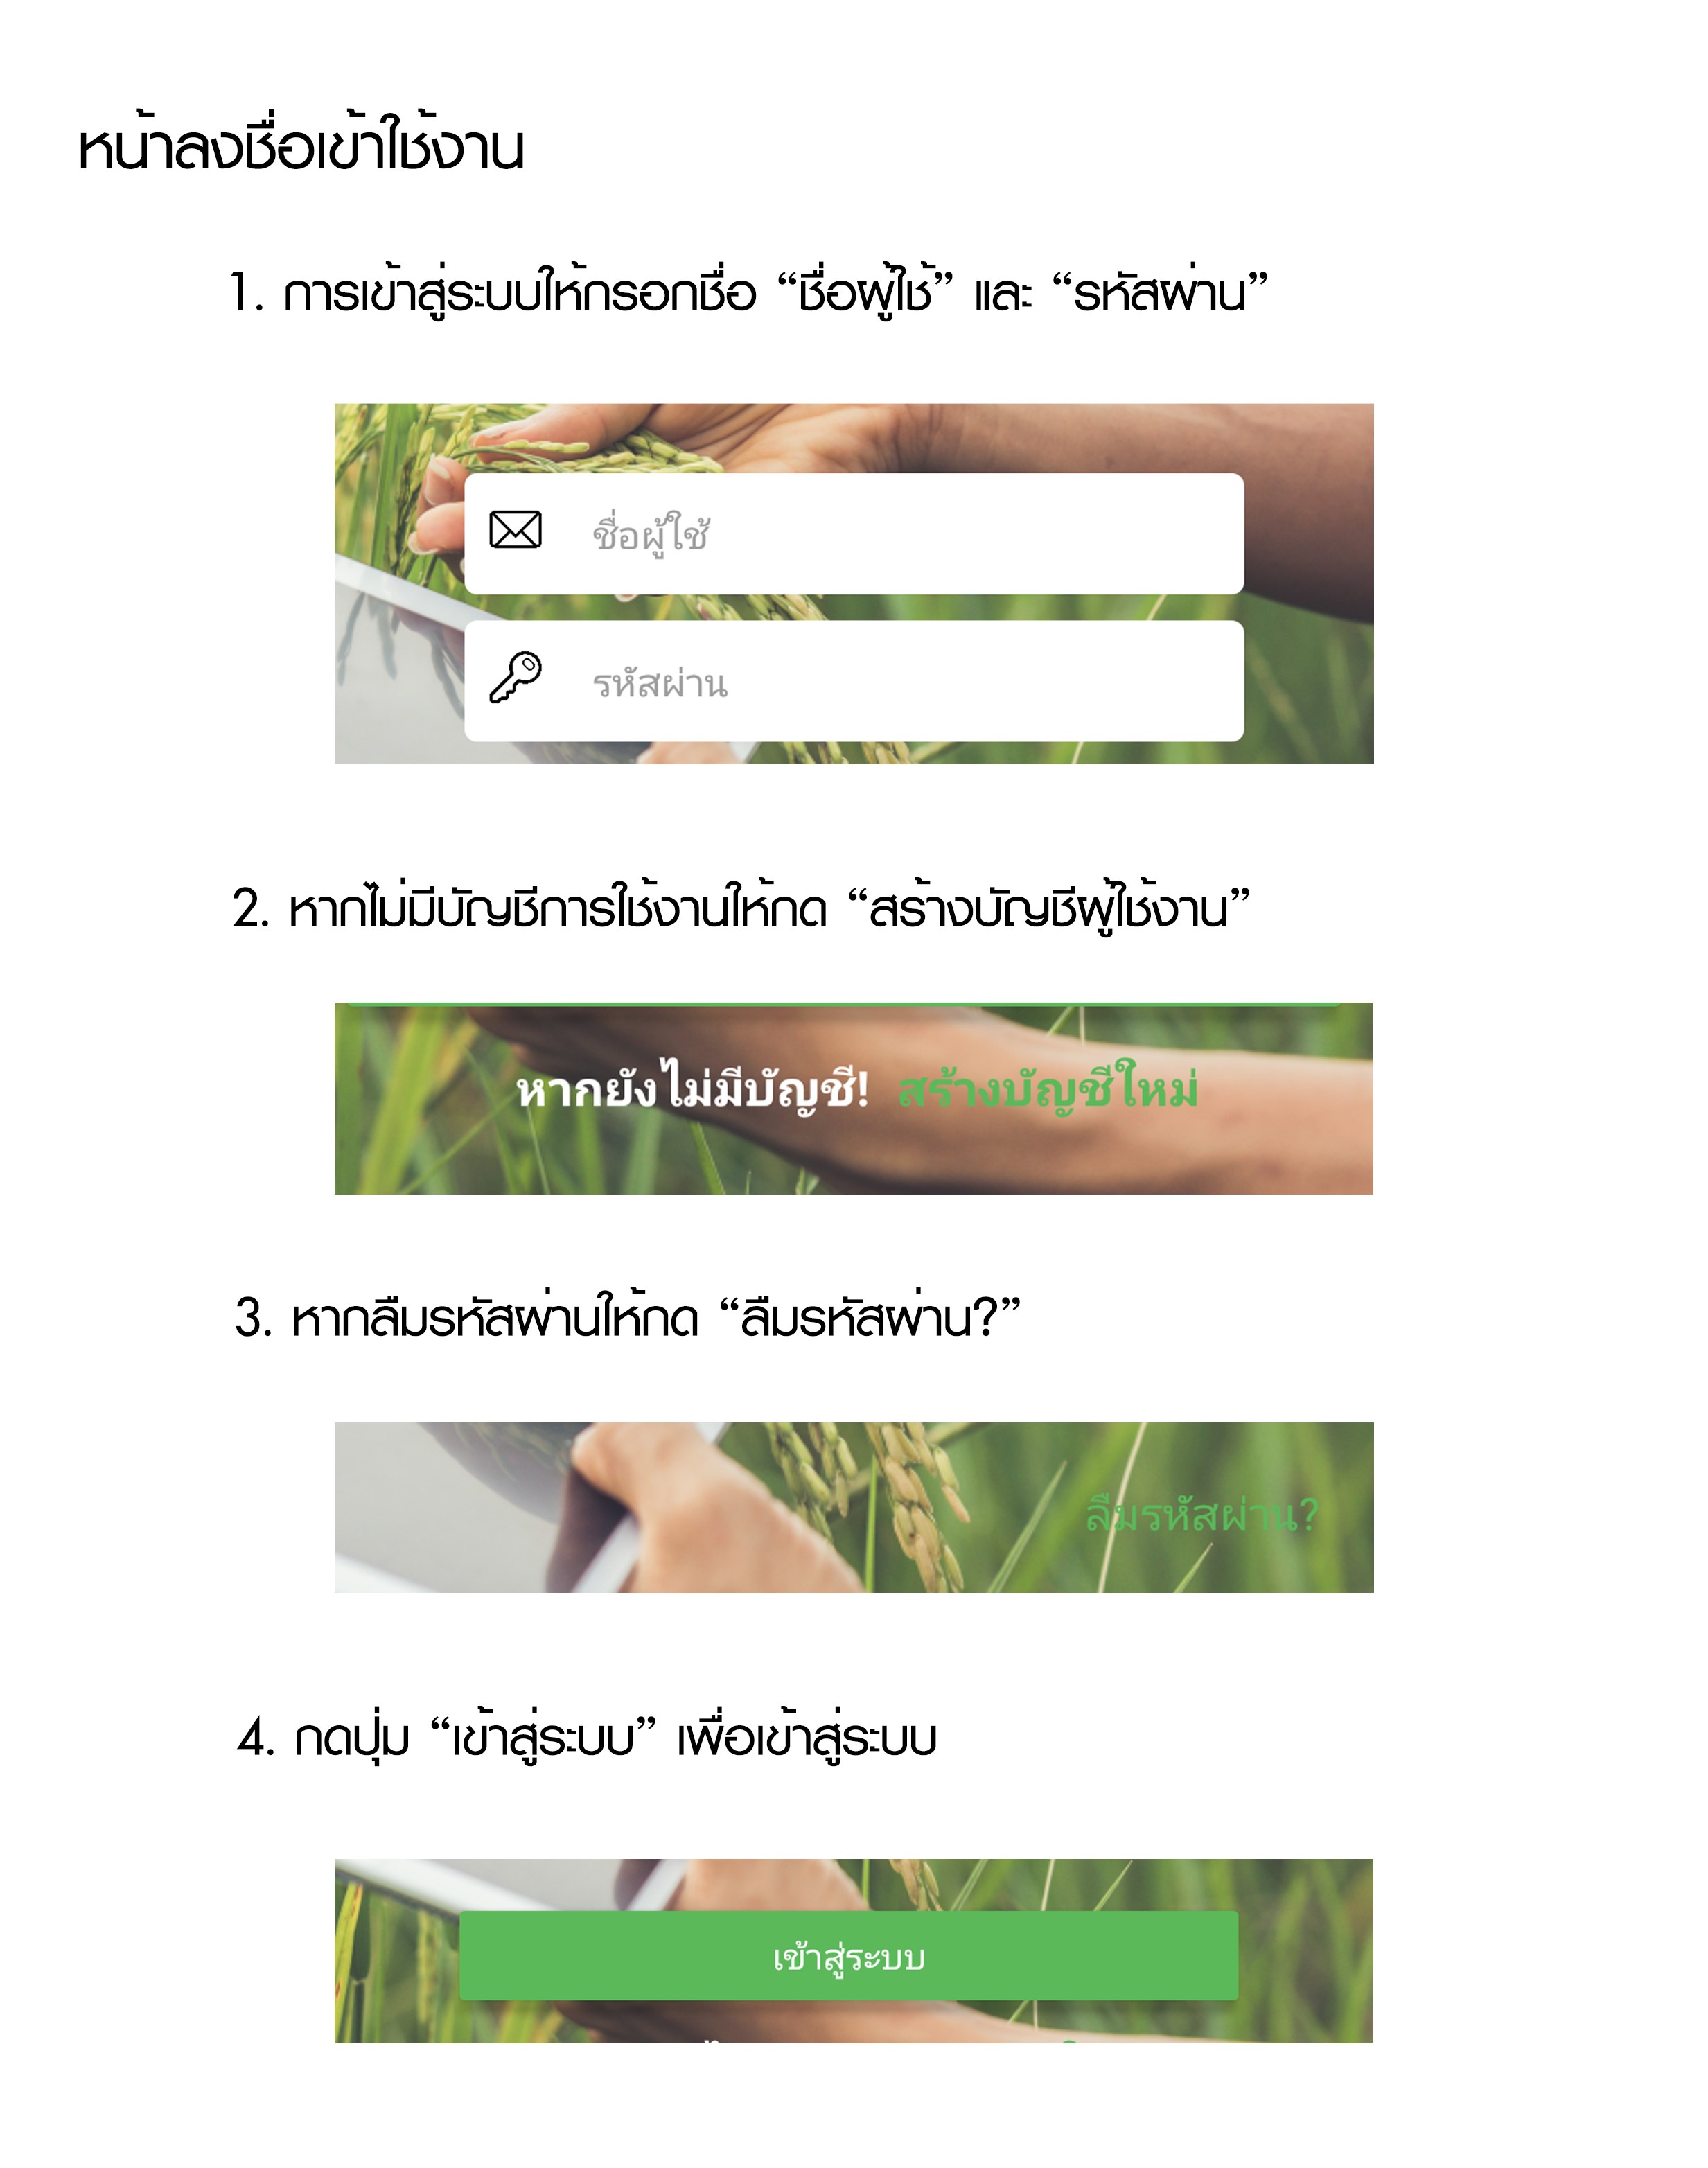 หน้าลงชื่อเข้าใช้งาน
1. การเข้าสู่ระบบให้กรอกชื่อ “ชื่อผู้ใช้” และ “รหัสผ่าน”
ชื่อผู้ใช้
รหัสผ่าน
2. หากไม่มีบัญชีการใช้งานให้กด “สร้างบัญชีผู้ใช้งาน”
หากยังไม่มีบัญชี! สร้างบัญชีใหม่
3. หากลืมรหัสผ่านให้กด “ลืมรหัสผ่าน?”
ลืมรหัสผ่าน?
4. กดปุ่ม “เข้าสู่ระบบ” เพื่อเข้าสู่ระบบ
เข้าสู่ระบบ